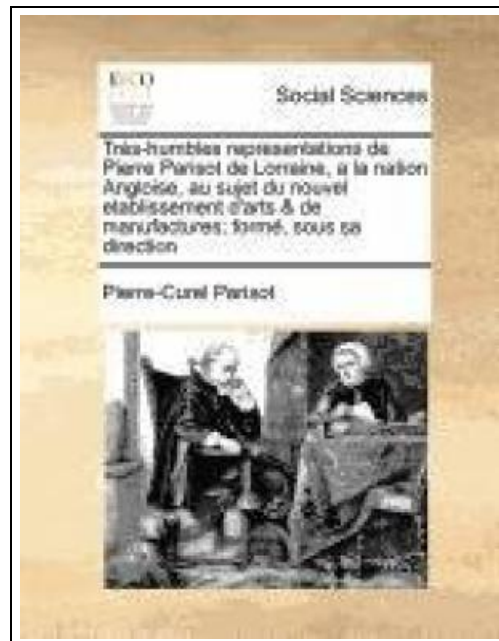 ECCO
Social Sciences
Très-humbles representations de
Pierre Parisot de Lorraine, a la nation
Angloise, au sujet du nouvel
etablissement d'arts & de
manufactures; formé, sous sa
direction
Pierre-Curel Parisot